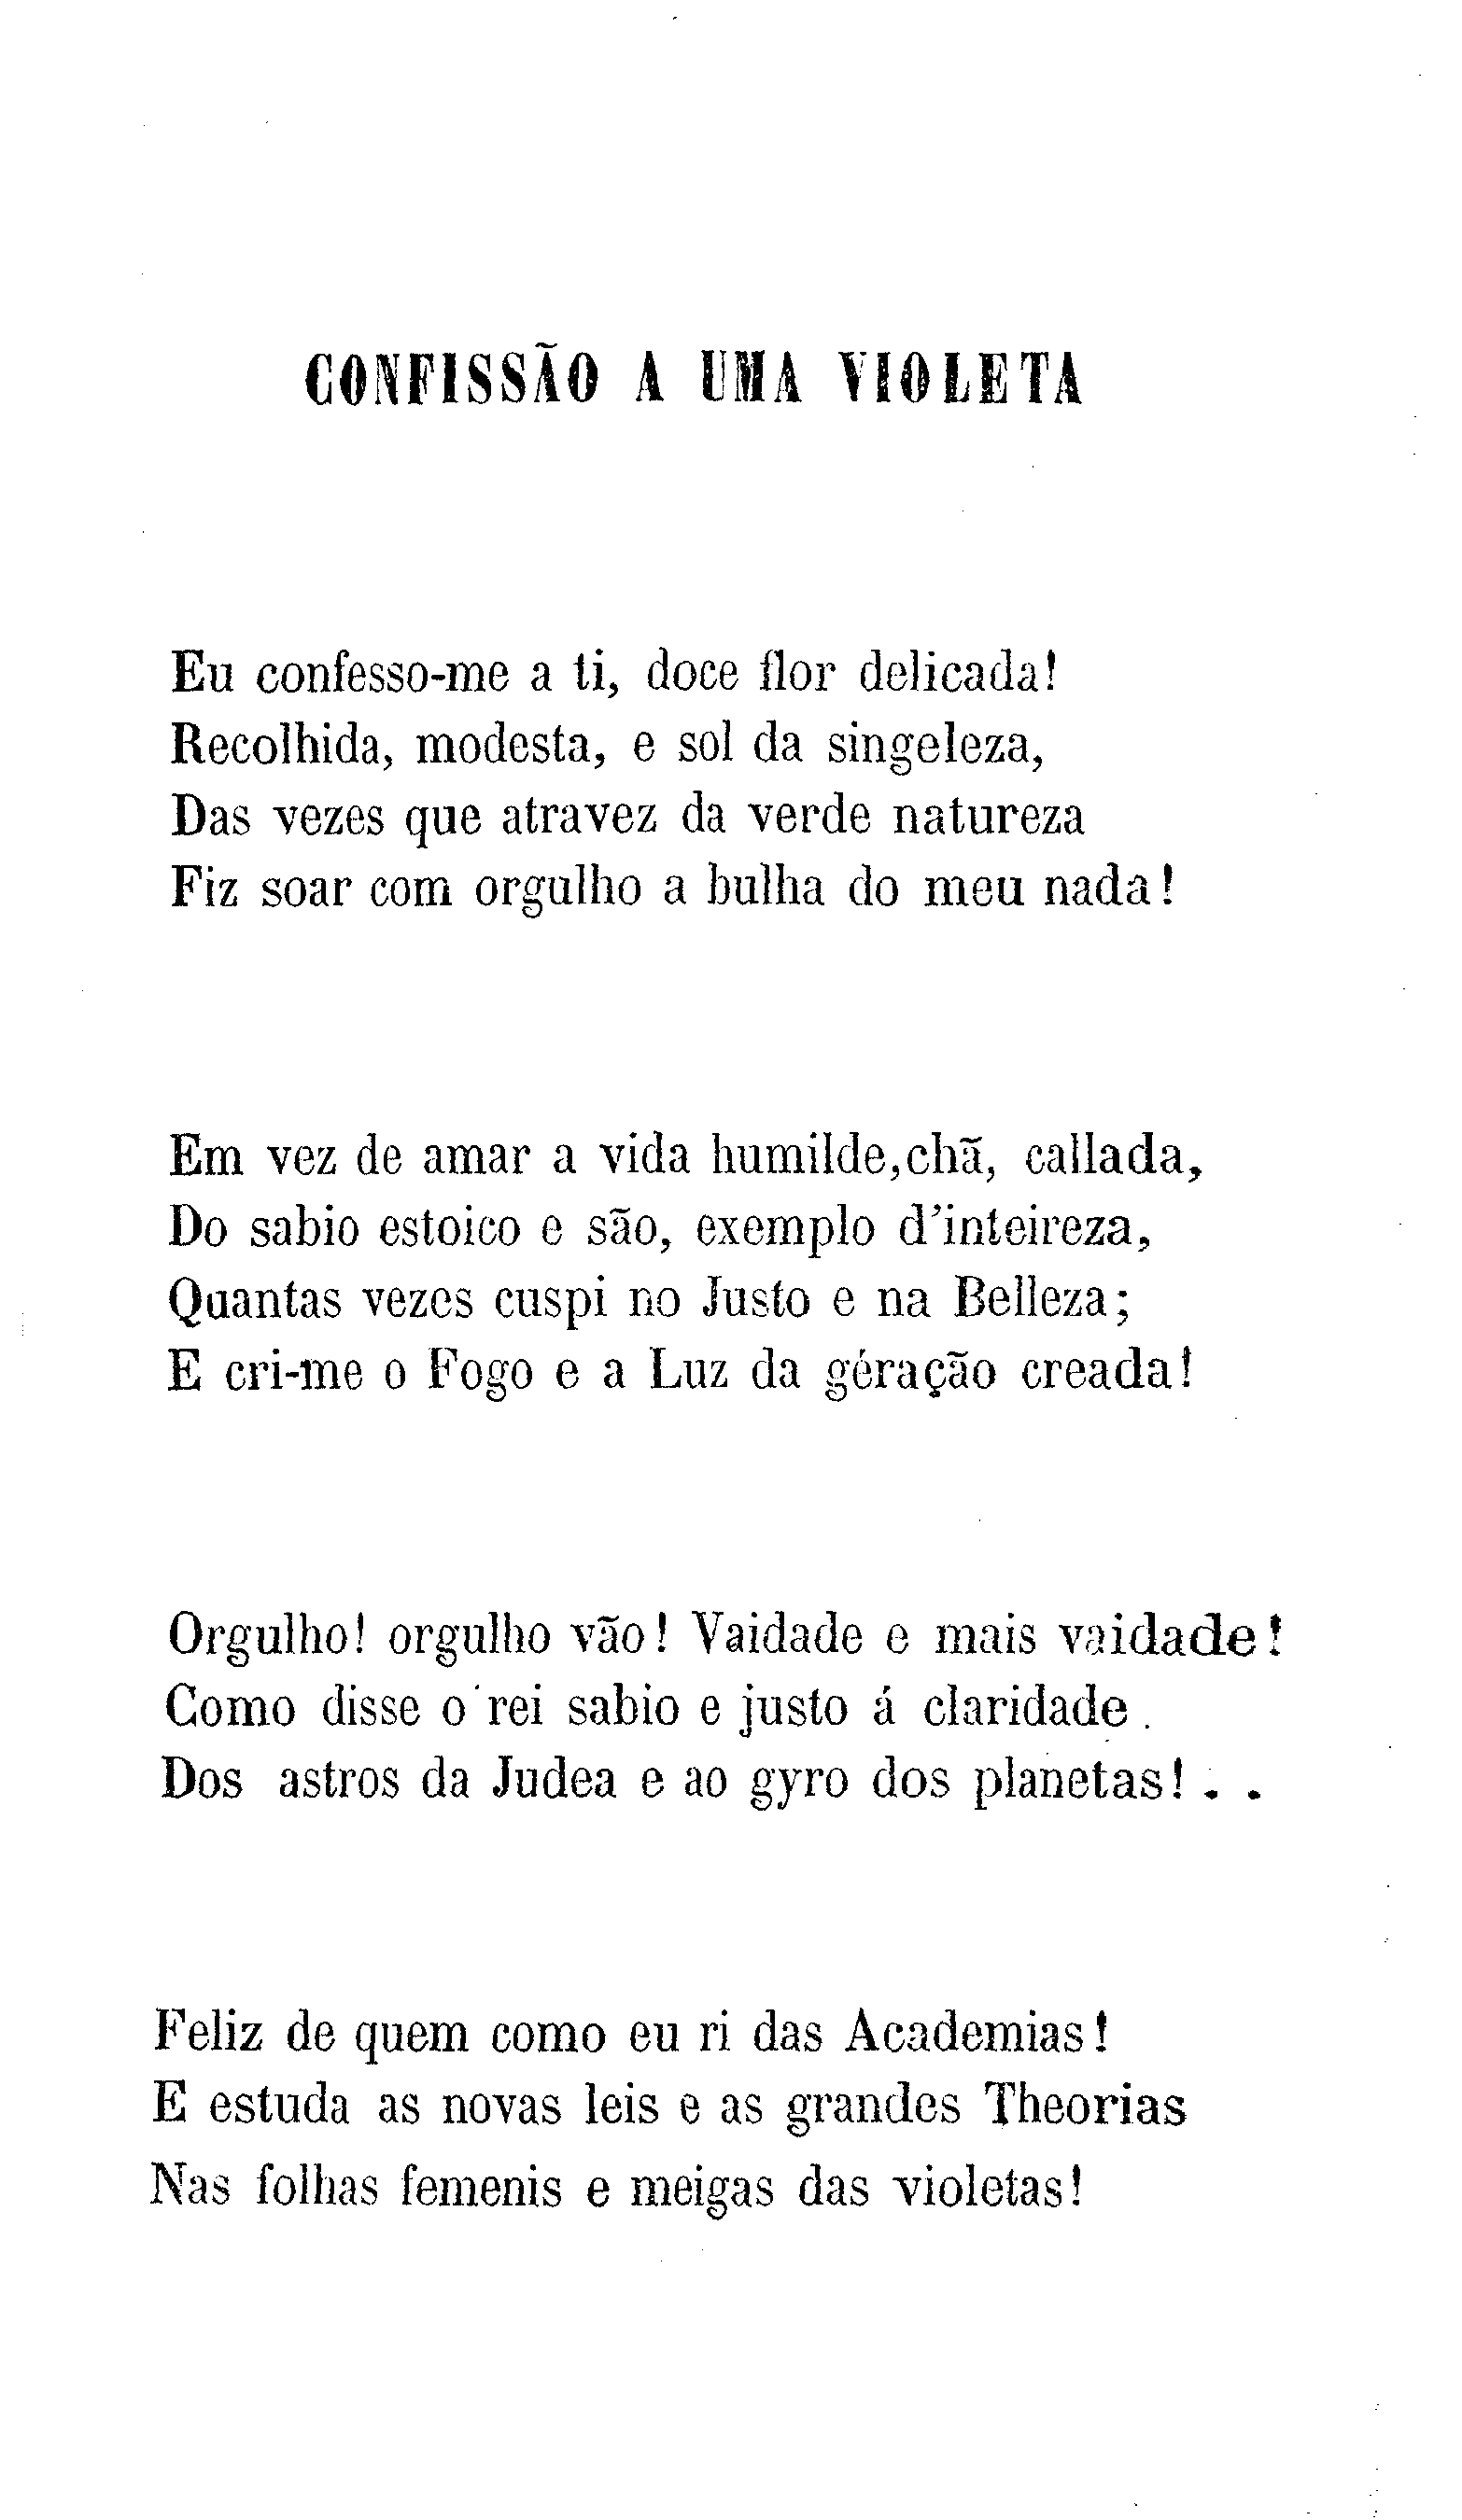 CONFISSÃO A UMA VIOLETA
Eu confesso-me a ti, doce flor delicada!
Recolhida, modesta, e sol da singeleza,
Das vezes que atravez da verde natureza
Fiz soar com orgulho a bulha do meu nada!
Em vez de amar a vida humilde,chã, callada,
Do sabio estoico e são, exemplo d'inteireza,
Quantas vezes cuspi no Justo e na Belleza;
E cri-me o Fogo e a Luz da géração creada!
Orgulho! orgulho vão! Vaidade e mais vaidade!
Como disse o rei sabio e justo á claridade.
Dos astros da Judea e ao gyro dos planetas!..
Feliz de quem como eu ri das Academias!
E estuda as novas leis e as grandes Theorias
Nas folhas femenis e meigas das violetas!